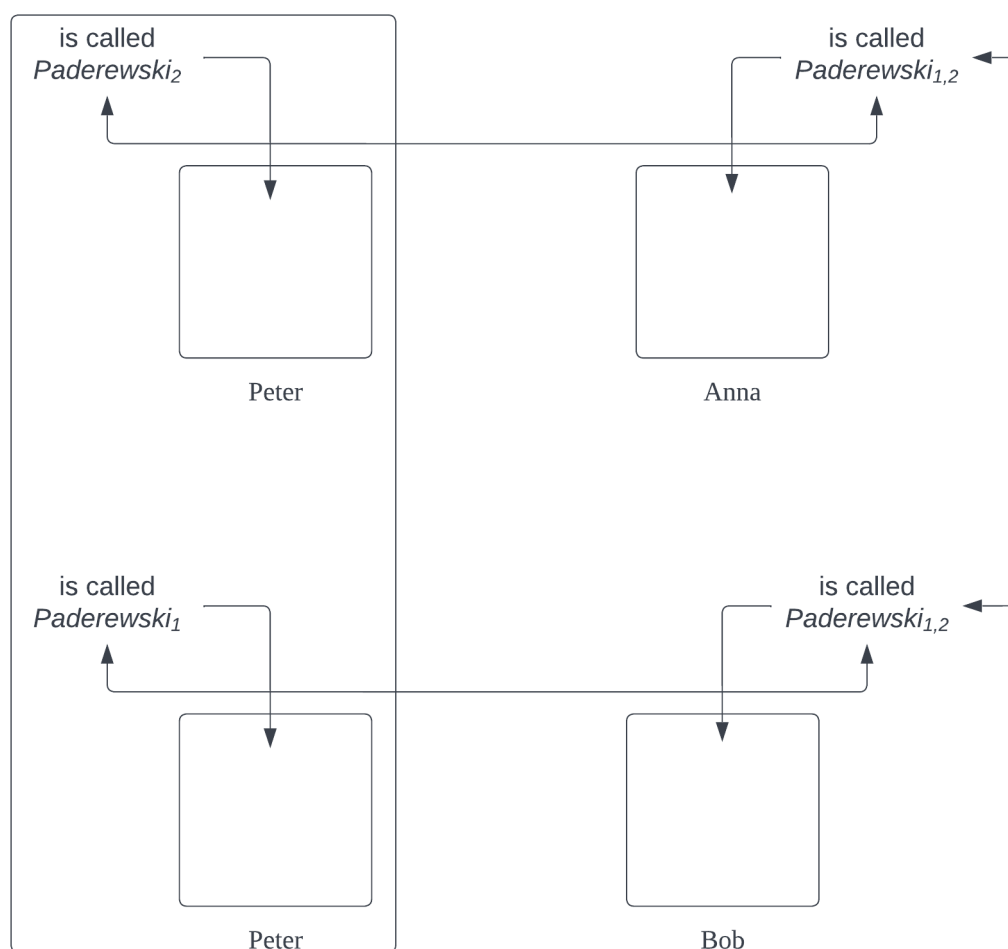 is called
Paderewski2
is called
Paderewski1,2
Peter
Anna
is called
Paderewski1
is called
Paderewski1,2
Peter
Bob